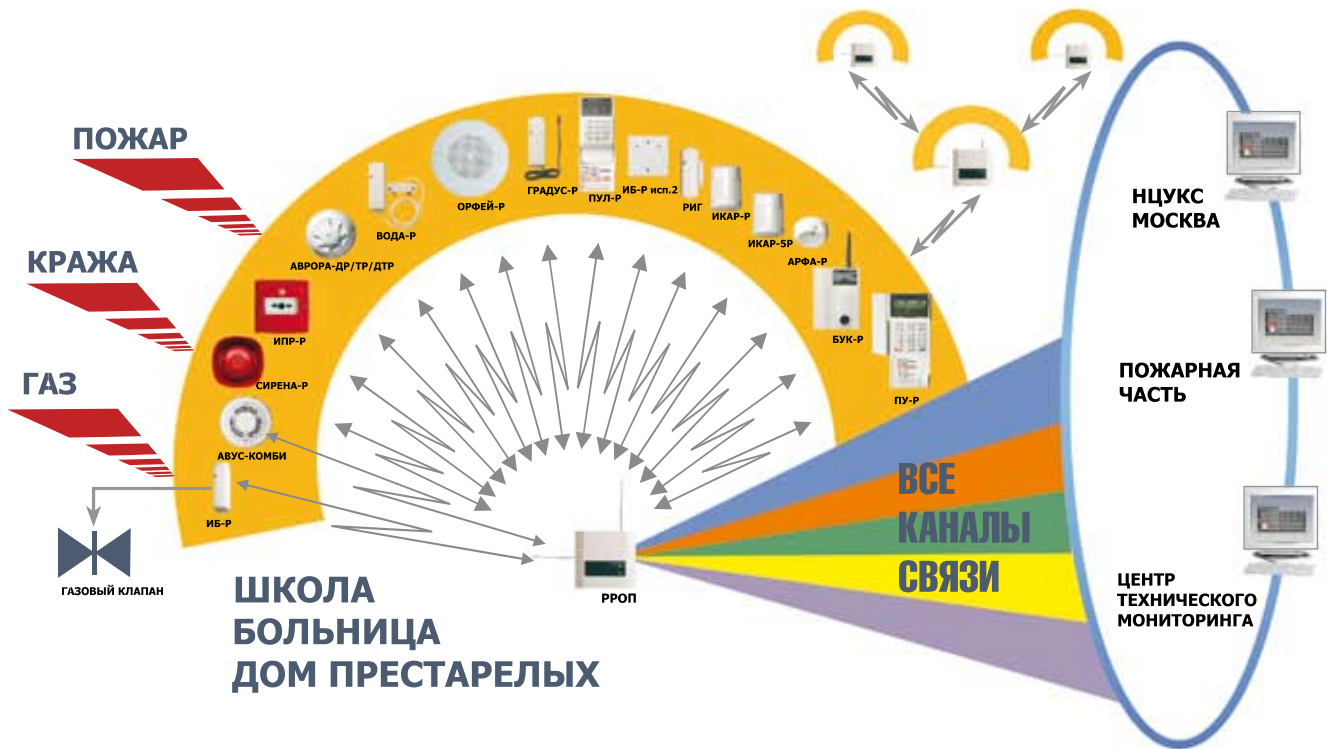 ПОЖАР
КРАЖА
ГАЗ
ГАЗОВЫЙ КЛАПАН
ИБ-Р
АВУС-КОМБИ
СИРЕНА-Р
ИПР-Р
АВРОРА-ДР/ТР/ДТР
ВОДА-Р
ОРФЕЙ-Р
ГРАДУС-Р
ПУЛ-Р
ИБ-Р исп.2
РИГ
ИКАР-Р
ИКАР-5Р
АРФА-Р
БУК-Р
ПУ-Р
РРОП
ШКОЛА
БОЛЬНИЦА
ДОМ ПРЕСТАРЕЛЫХ
ВСЕ
КАНАЛЫ
СВЯЗИ
НЦУКС
МОСКВА
ПОЖАРНАЯ
ЧАСТЬ
ЦЕНТР
ТЕХНИЧЕСКОГО
МОНИТОРИНГА